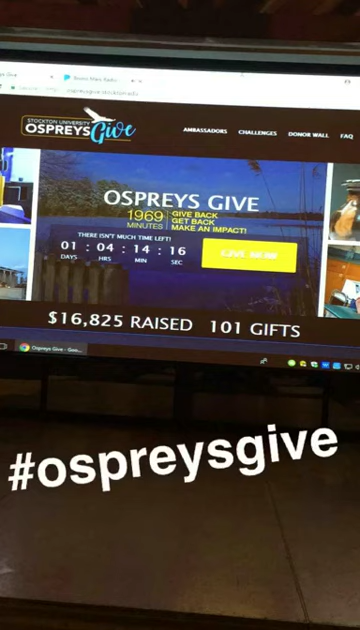 STOCKTON UNIVERSITY
OSPREYS Give
AMBASSADORS CHALLENGES DONOR WALL FAQ
OSPREYS GIVE
1969 MINUTES
GIVE BACK
GET BACK
MAKE AN IMPACT!
THERE ISN'T MUCH TIME LEFT!
01 : 04 : 14 : 16
DAYS HRS MIN SEC
GIVE NOW
$16,825 RAISED 101 GIFTS
Ospreys Give - Goo...
#ospreysgive